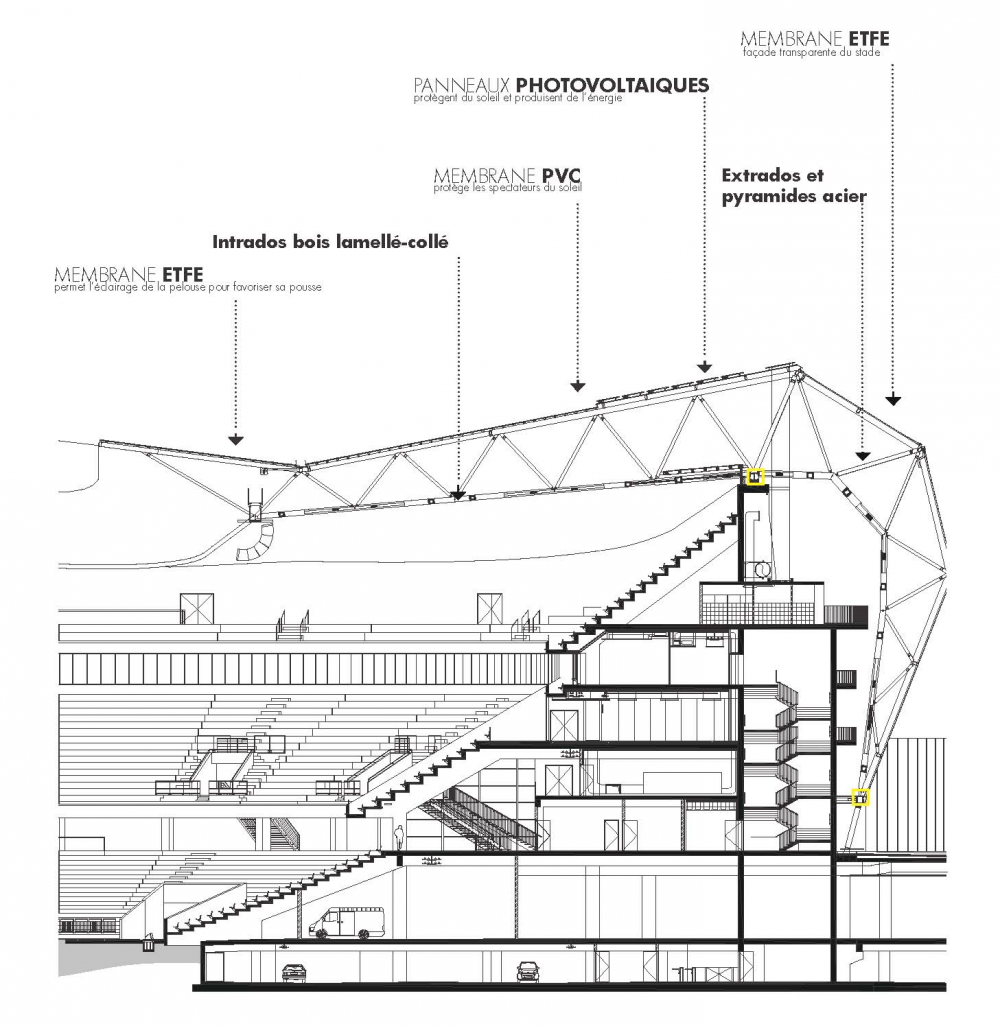 MEMBRANE ETFE
façade transparente du stade
PANNEAUX PHOTOVOLTAIQUES
protègent du soleil et produisent de l'énergie
MEMBRANE PVC
protège les spectateurs du soleil
Extrados et
pyramides acier
Intrados bois lamellé-collé
MEMBRANE ETFE
permet l'éclairage de la pelouse pour favoriser sa pousse